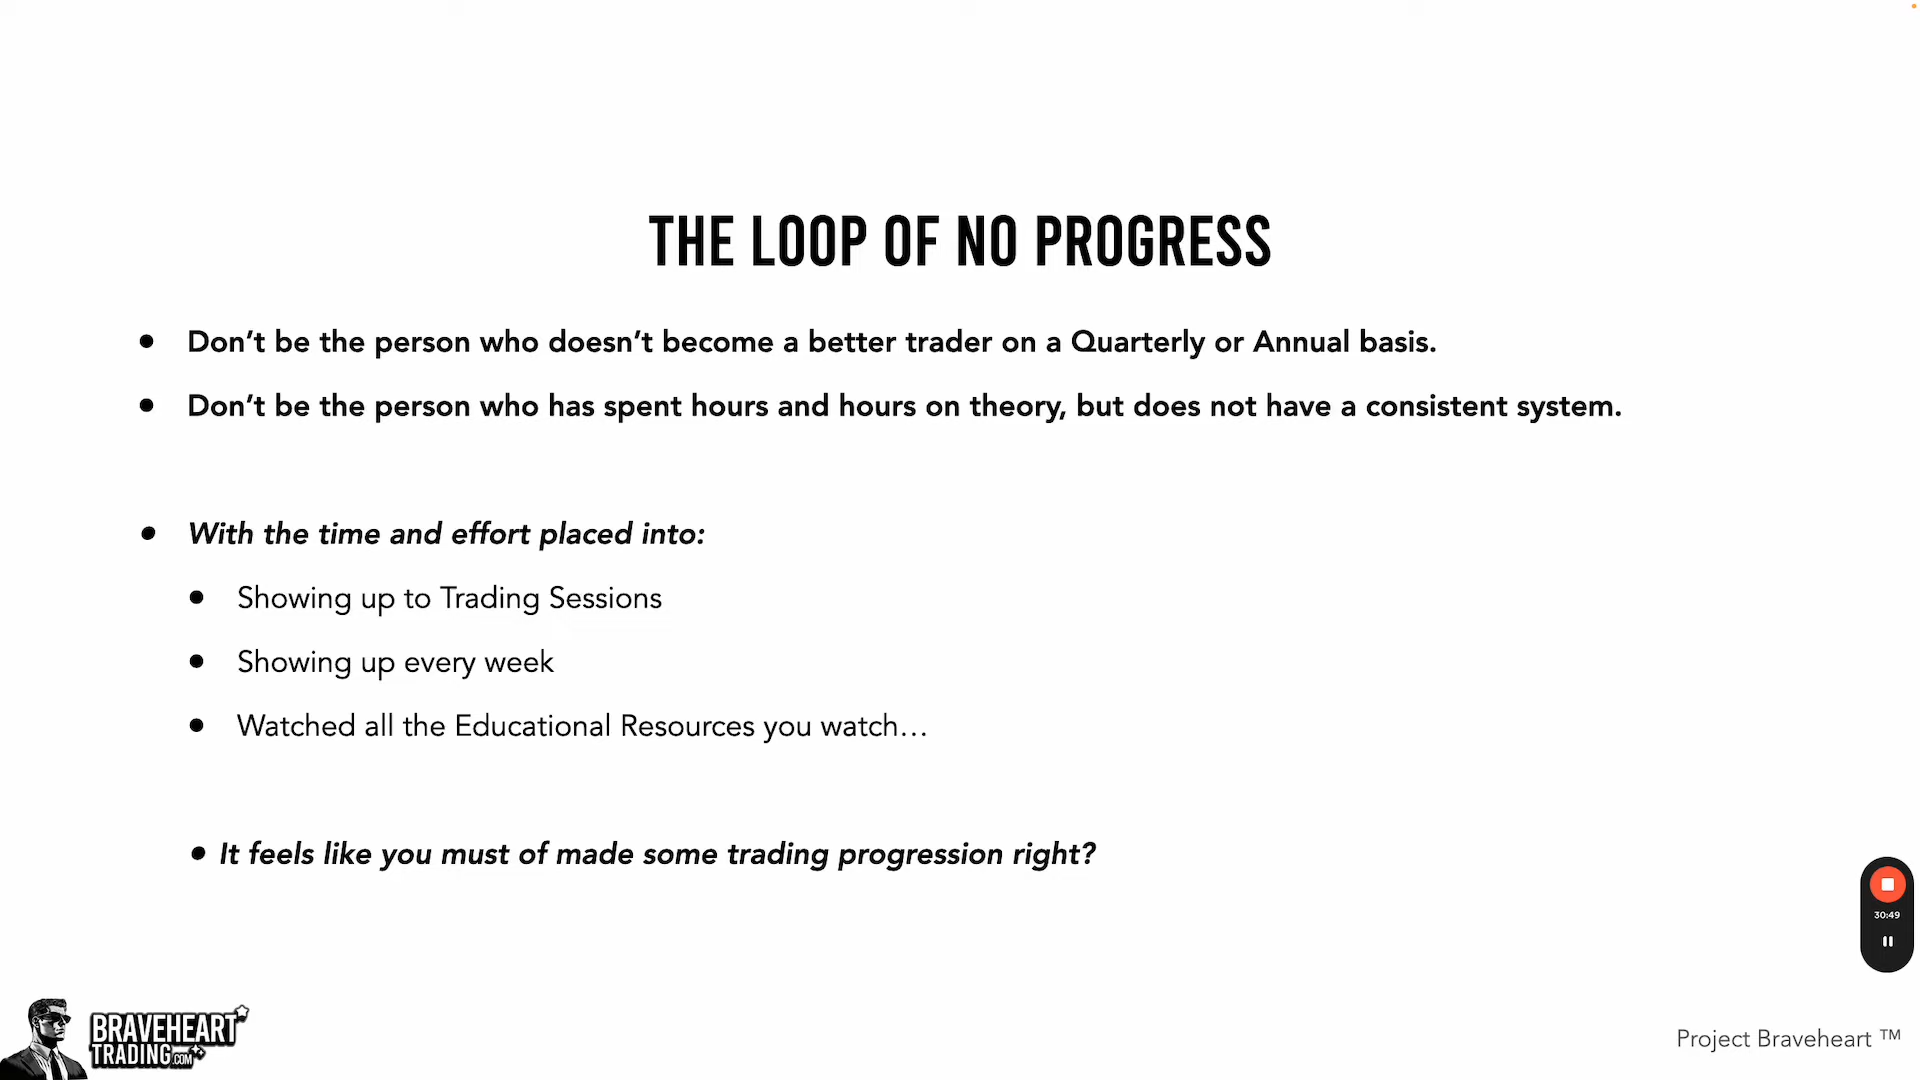 THE LOOP OF NO PROGRESS
• Don’t be the person who doesn’t become a better trader on a Quarterly or Annual basis.
• Don’t be the person who has spent hours and hours on theory, but does not have a consistent system.
• With the time and effort placed into:
• Showing up to Trading Sessions
• Showing up every week
• Watched all the Educational Resources you watch…
• It feels like you must of made some trading progression right?
30:49
BRAVEHEART
TRADING.COM
Project Braveheart ™